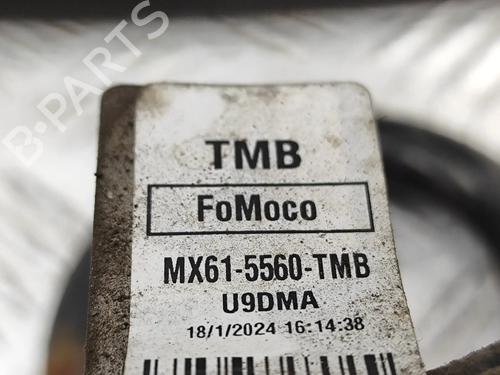 B-PARTS
TMB
FoMoco
MX61-5560-TMB
U9DMA
18/1/2024 16:14:38